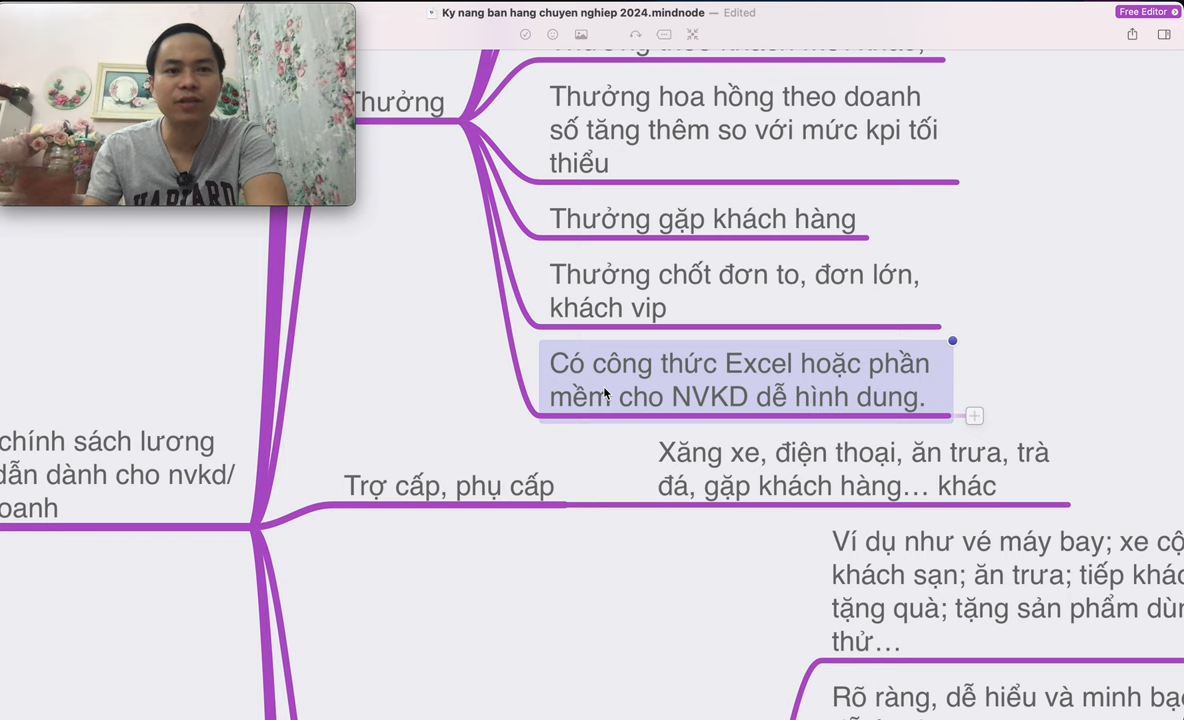 Ky nang ban hang chuyen nghiep 2024.mindnode — Edited
Free Editor
Thưởng
Thưởng hoa hồng theo doanh
số tăng thêm so với mức kpi tối
thiểu
Thưởng gặp khách hàng
Thưởng chốt đơn to, đơn lớn,
khách vip
Có công thức Excel hoặc phần
mềm cho NVKD dễ hình dung.
chính sách lương
dẫn dành cho nvkd/
oanh
Trợ cấp, phụ cấp
Xăng xe, điện thoại, ăn trưa, trà
đá, gặp khách hàng... khác
Ví dụ như vé máy bay; xe cộ
khách sạn; ăn trưa; tiếp khác
tặng quà; tặng sản phẩm dùn
thử...
Rõ ràng, dễ hiểu và minh bạc